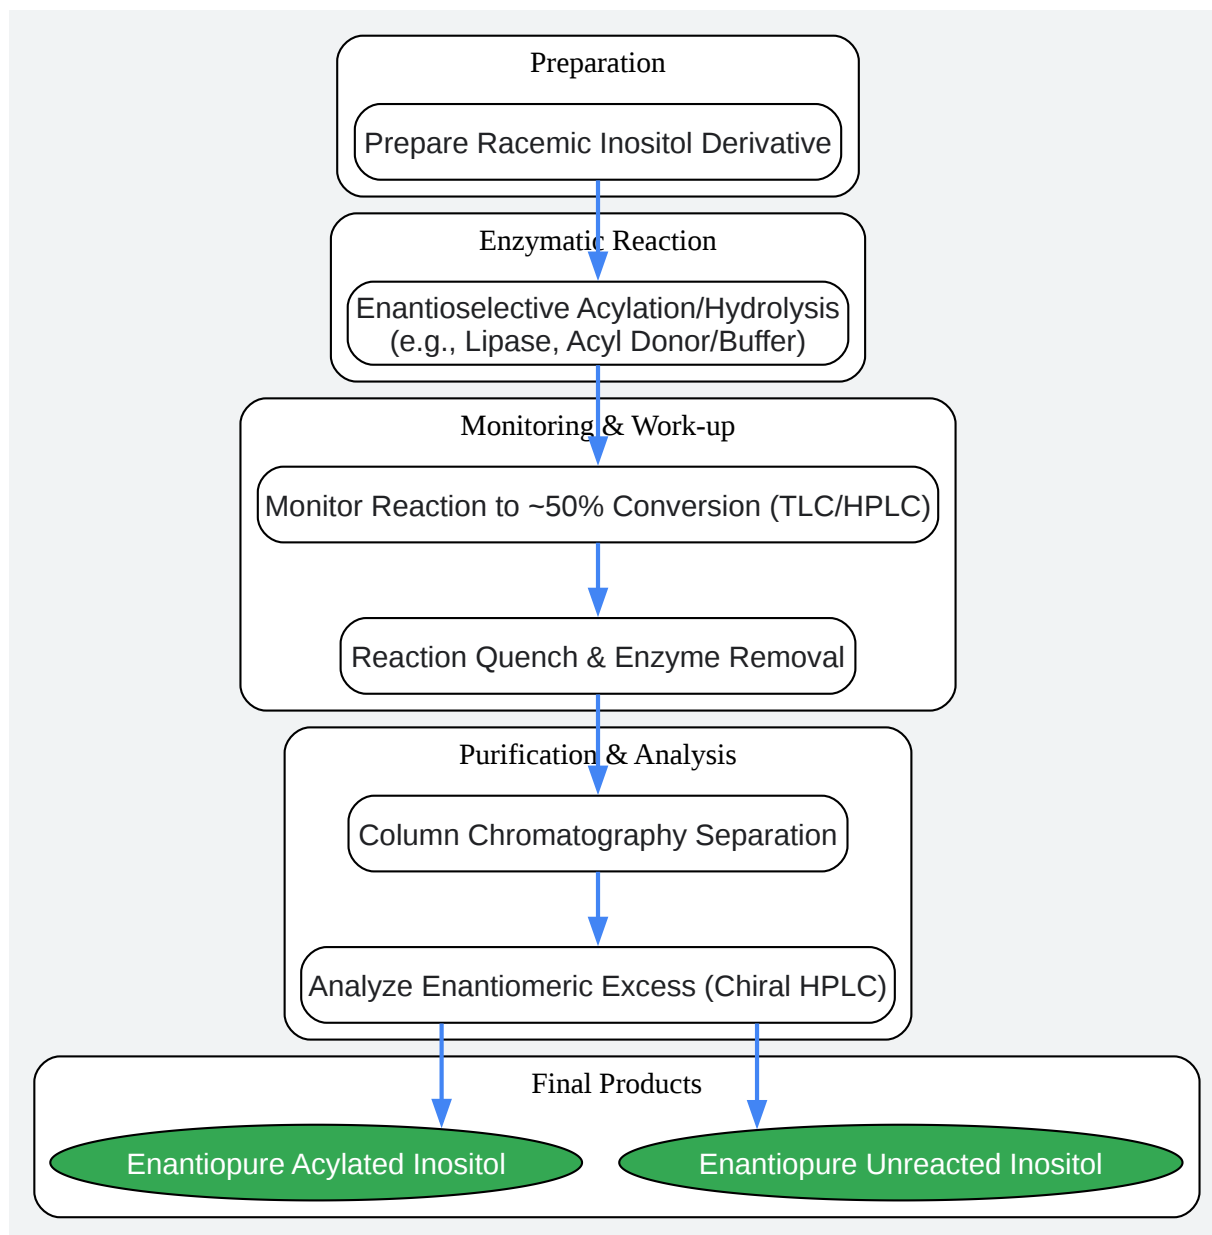 Preparation
Prepare Racemic Inositol Derivative
Enzymatic Reaction
Enantioselective Acylation/Hydrolysis
(e.g., Lipase, Acyl Donor/Buffer)
Monitoring & Work-up
Monitor Reaction to ~50% Conversion (TLC/HPLC)
Reaction Quench & Enzyme Removal
Purification & Analysis
Column Chromatography Separation
Analyze Enantiomeric Excess (Chiral HPLC)
Final Products
Enantiopure Acylated Inositol
Enantiopure Unreacted Inositol